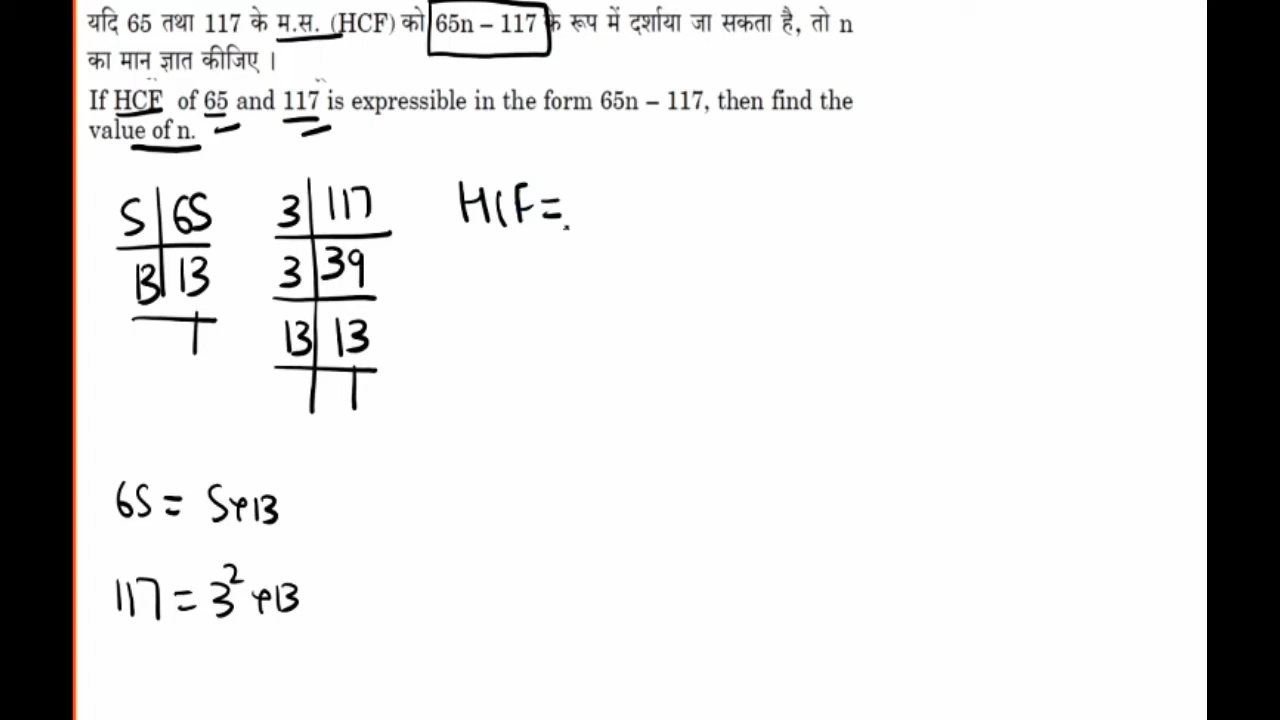 यदि 65 तथा 117 के म.स. (HCF) को 65n – 117 के रूप में दर्शाया जा सकता है, तो n
का मान ज्ञात कीजिए ।
If HCF of 65 and 117 is expressible in the form 65n – 117, then find the
value of n.
5 | 65
13 | 13
1
3 | 117
3 | 39
13 | 13
1
HCF =
65 = 5×13
117 = 3² ×13